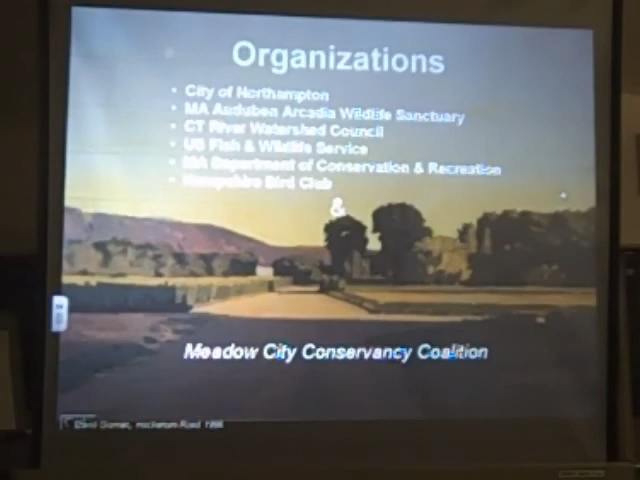 Organizations
• City of Northampton
• MA Audubon Arcadia Wildlife Sanctuary
• CT River Watershed Council
• US Fish & Wildlife Service
• MA Department of Conservation & Recreation
• Hampshire Bird Club
&
Meadow City Conservancy Coalition